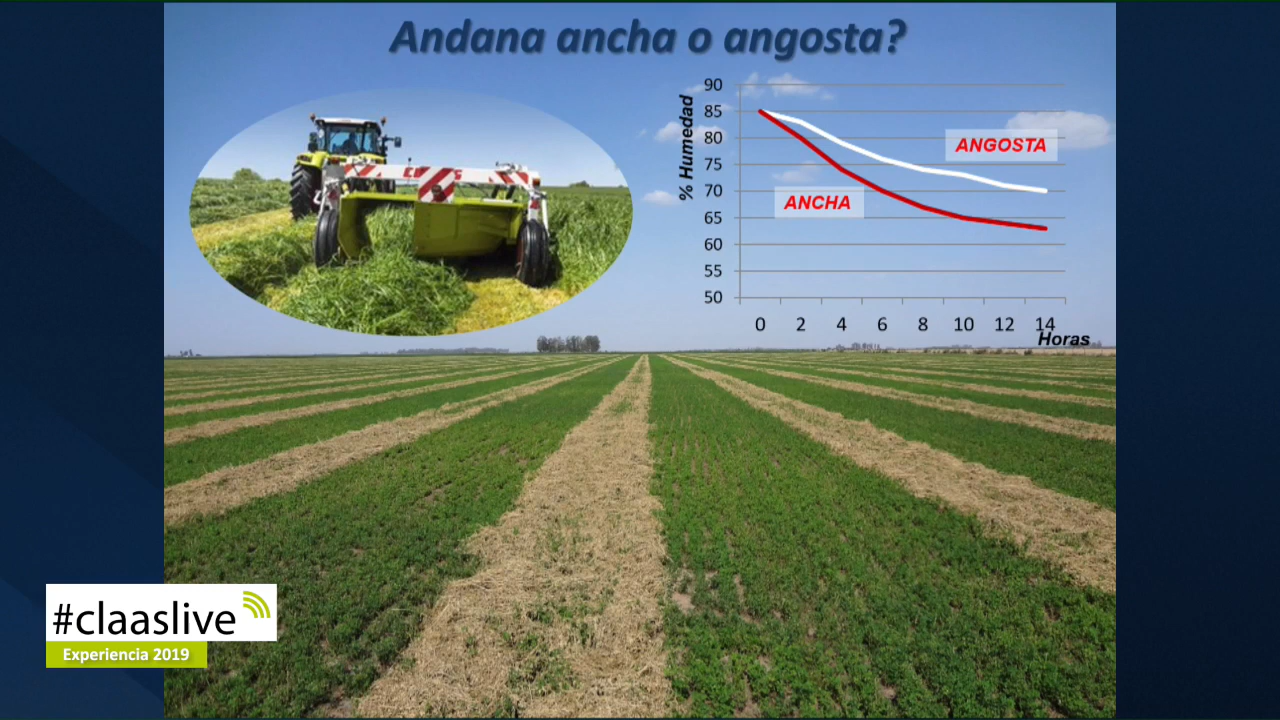 Andana ancha o angosta?
% Humedad
90
85
80
75
70
65
60
55
50
ANGOSTA
ANCHA
0 2 4 6 8 10 12 14
Horas
#claaslive
Experiencia 2019